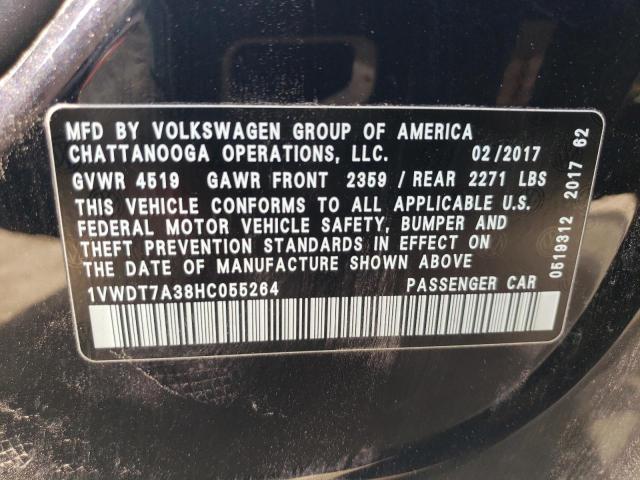 MFD BY VOLKSWAGEN GROUP OF AMERICA
CHATTANOOGA OPERATIONS, LLC. 02/2017
GVWR 4519 GAWR FRONT 2359 / REAR 2271 LBS
THIS VEHICLE CONFORMS TO ALL APPLICABLE U.S.
FEDERAL MOTOR VEHICLE SAFETY, BUMPER AND
THEFT PREVENTION STANDARDS IN EFFECT ON
THE DATE OF MANUFACTURE SHOWN ABOVE
1VWDT7A38HC055264 PASSENGER CAR
0519312 2017 62